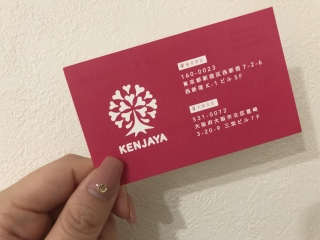 160-0023
東京都新宿区西新宿7-2-6
西新宿K-1ビル5F
531-0072
大阪府大阪市北区豊崎
3-20-9 三栄ビル7F
KENJAYA